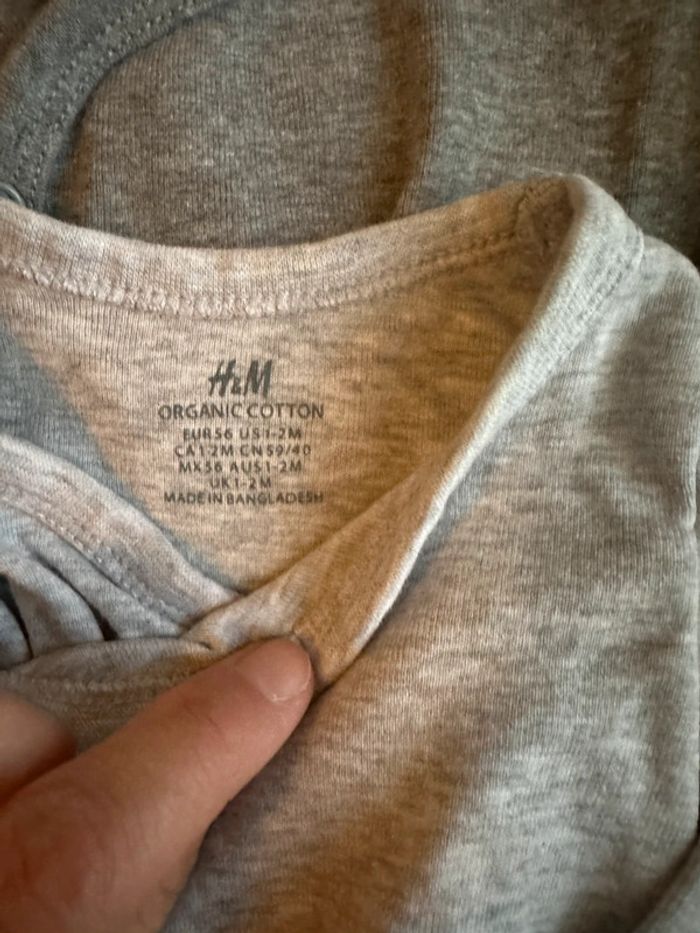 H&M
ORGANIC COTTON
EUR56 US1-2M
CA1-2M CN59/40
MX56 AUS1-2M
UK1-2M
MADE IN BANGLADESH